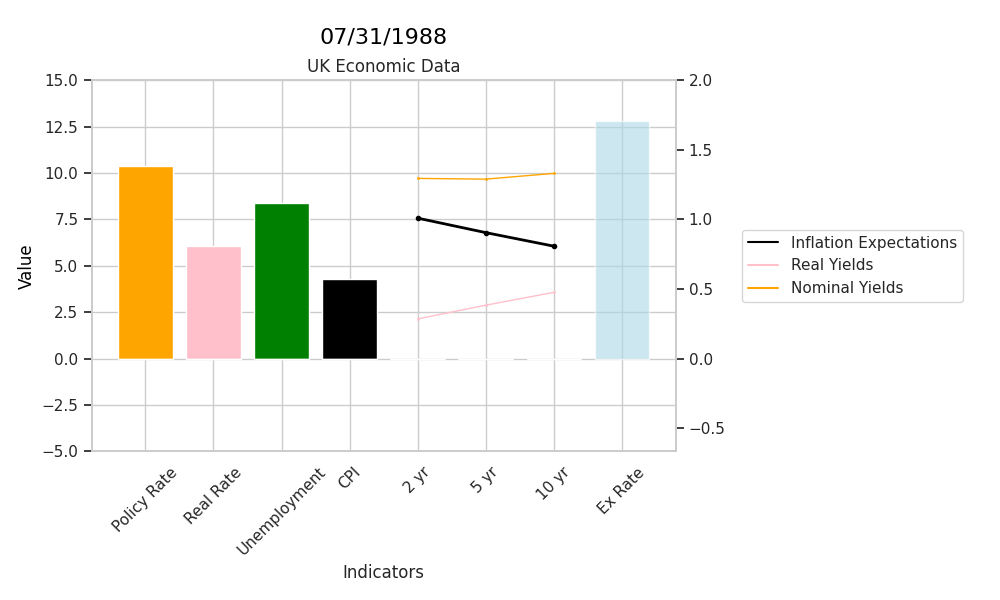 07/31/1988
UK Economic Data
15.0
12.5
10.0
7.5
5.0
2.5
0.0
−2.5
−5.0
Value
2.0
1.5
1.0
0.5
0.0
−0.5
Inflation Expectations
Real Yields
Nominal Yields
Policy Rate
Real Rate
Unemployment
CPI
2 yr
5 yr
10 yr
Ex Rate
Indicators